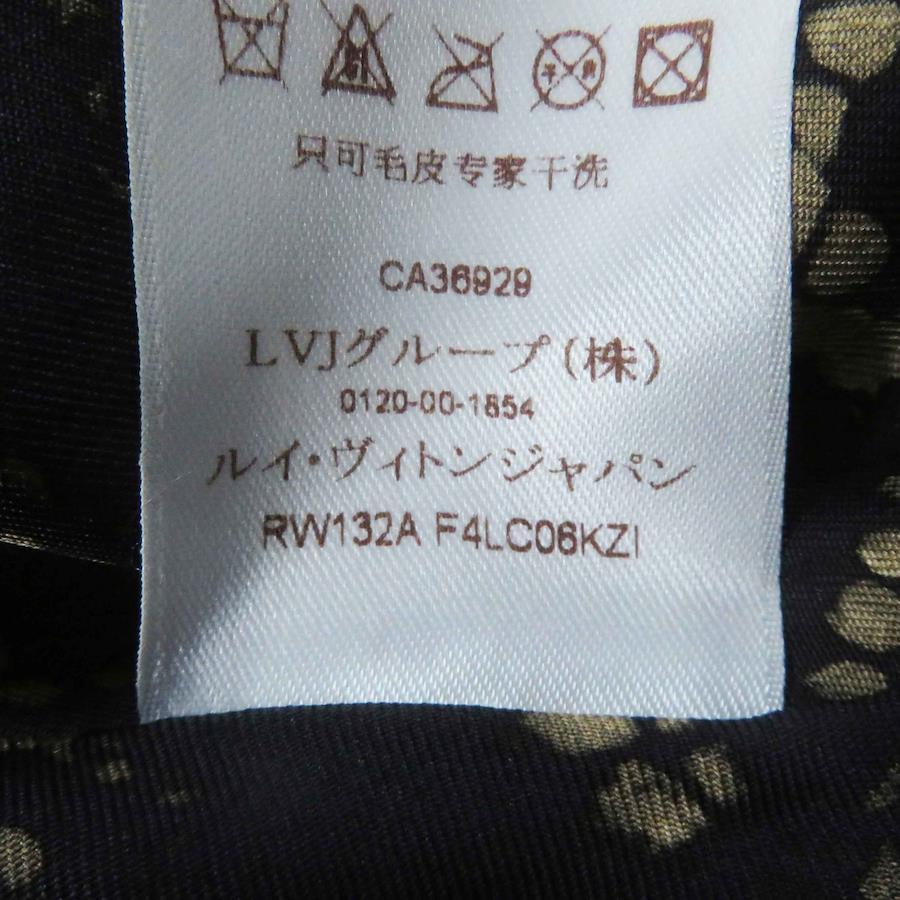 只可毛皮专家干洗
CA36929
LVJグループ(株)
0120-00-1854
ルイ・ヴィトンジャパン
RW132A F4LC06KZI